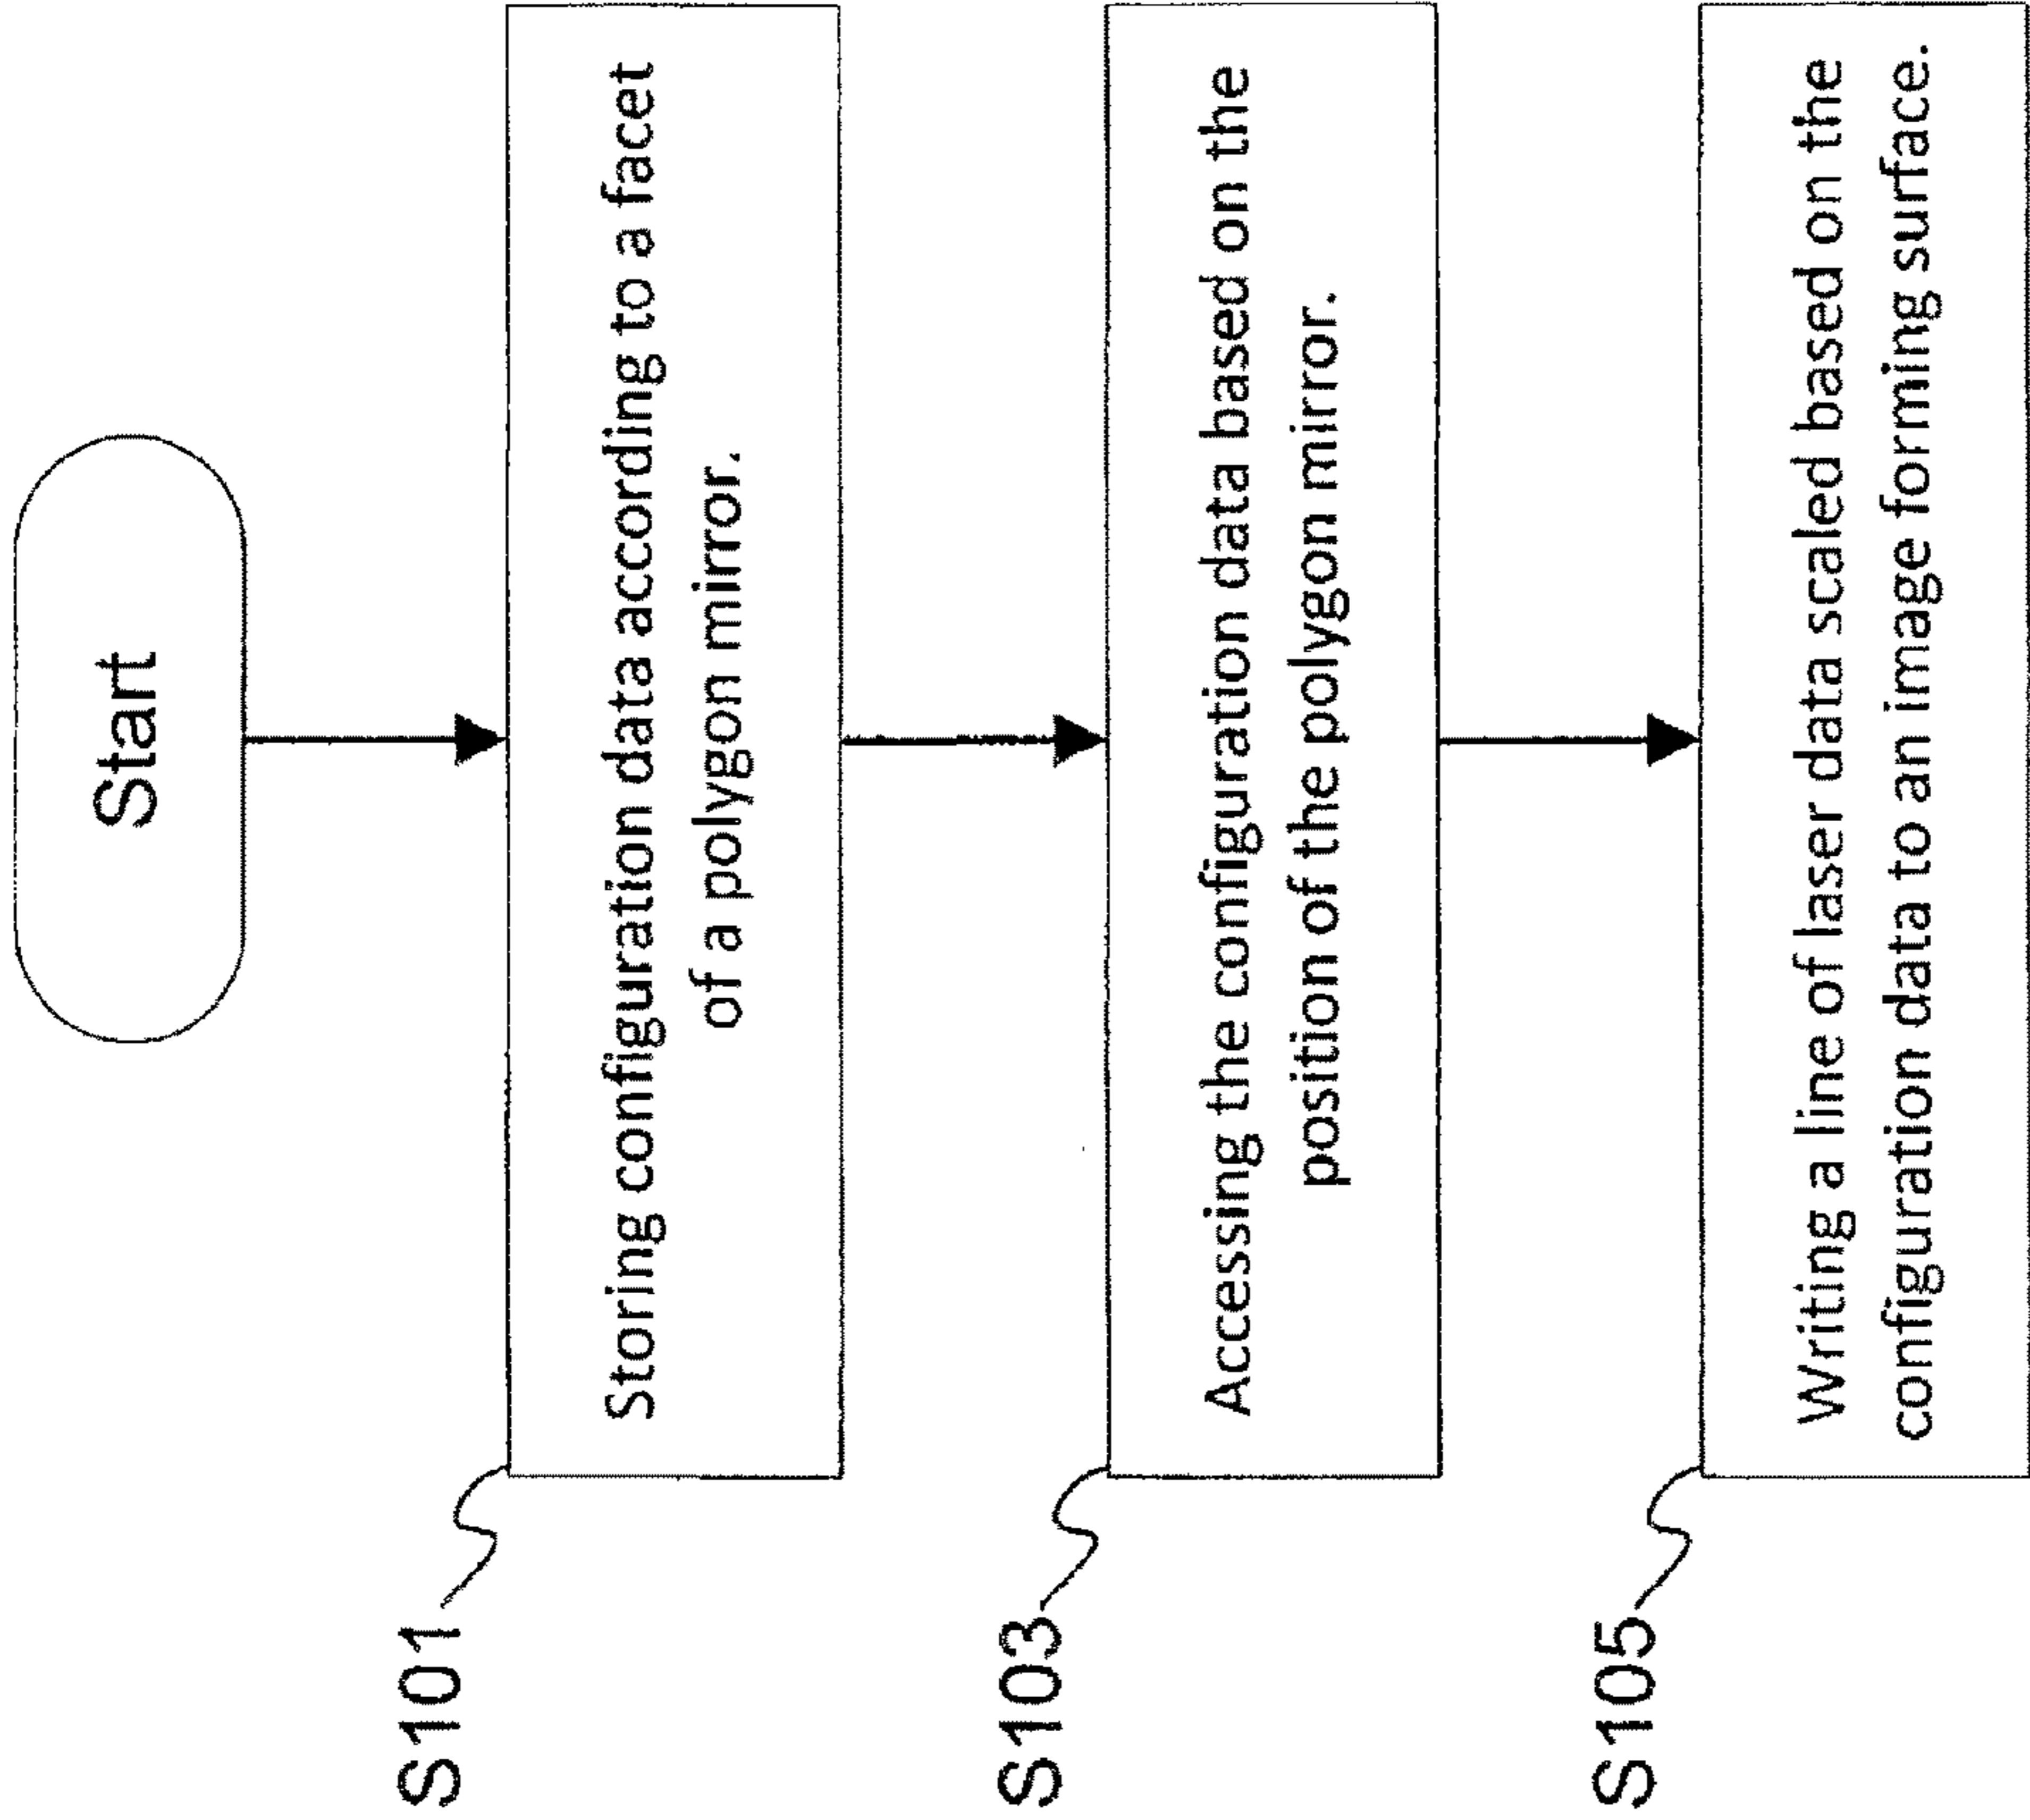 Start
S101
Storing configuration data according to a facet
of a polygon mirror.
S103
Accessing the configuration data based on the
position of the polygon mirror.
S105
Writing a line of laser data scaled based on the
configuration data to an image forming surface.